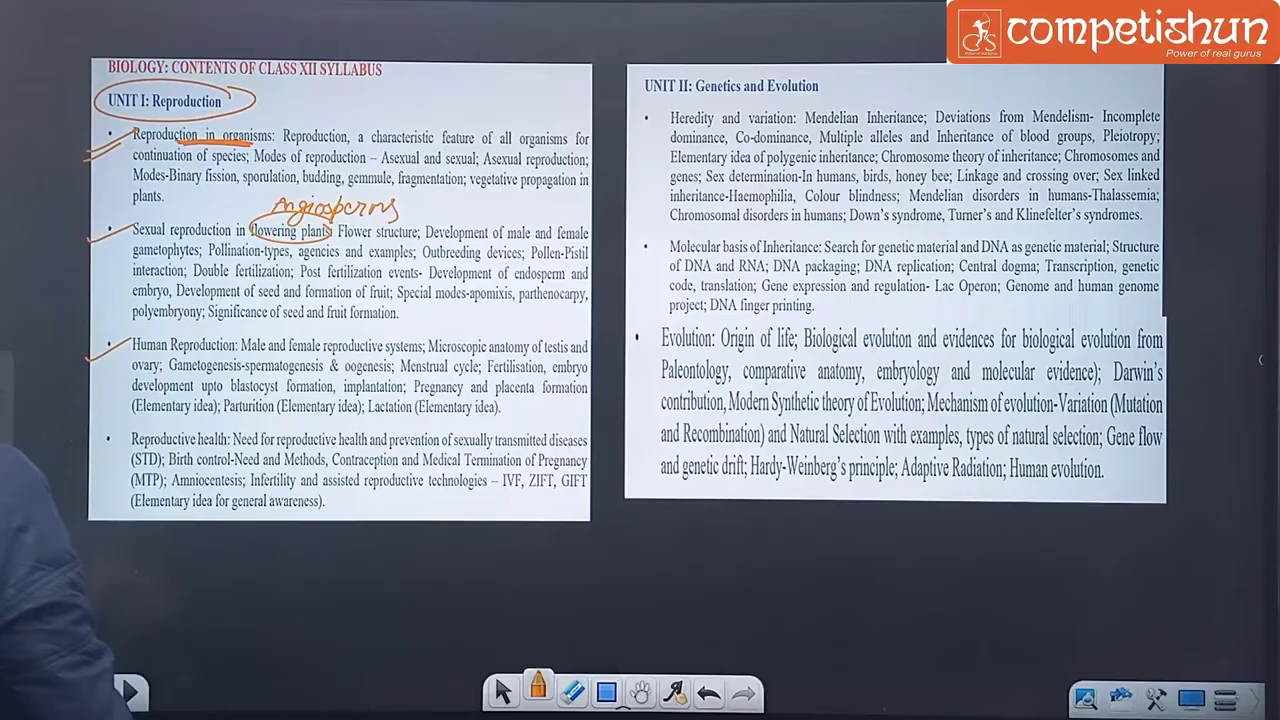 competishun
Power of real gurus
BIOLOGY: CONTENTS OF CLASS XII SYLLABUS
UNIT I: Reproduction
• Reproduction in organisms: Reproduction, a characteristic feature of all organisms for
continuation of species; Modes of reproduction – Asexual and sexual; Asexual reproduction;
Modes-Binary fission, sporulation, budding, gemmule, fragmentation; vegetative propagation in
plants.
Angiosperms
• Sexual reproduction in flowering plants: Flower structure; Development of male and female
gametophytes; Pollination-types, agencies and examples; Outbreeding devices; Pollen-Pistil
interaction; Double fertilization; Post fertilization events- Development of endosperm and
embryo, Development of seed and formation of fruit; Special modes-apomixis, parthenocarpy,
polyembryony; Significance of seed and fruit formation.
• Human Reproduction: Male and female reproductive systems; Microscopic anatomy of testis and
ovary; Gametogenesis-spermatogenesis & oogenesis; Menstrual cycle; Fertilisation, embryo
development upto blastocyst formation, implantation; Pregnancy and placenta formation
(Elementary idea); Parturition (Elementary idea); Lactation (Elementary idea).
• Reproductive health: Need for reproductive health and prevention of sexually transmitted diseases
(STD); Birth control-Need and Methods, Contraception and Medical Termination of Pregnancy
(MTP); Amniocentesis; Infertility and assisted reproductive technologies – IVF, ZIFT, GIFT
(Elementary idea for general awareness).
UNIT II: Genetics and Evolution
• Heredity and variation: Mendelian Inheritance; Deviations from Mendelism- Incomplete
dominance, Co-dominance, Multiple alleles and Inheritance of blood groups, Pleiotropy;
Elementary idea of polygenic inheritance; Chromosome theory of inheritance; Chromosomes and
genes; Sex determination-In humans, birds, honey bee; Linkage and crossing over; Sex linked
inheritance-Haemophilia, Colour blindness; Mendelian disorders in humans-Thalassemia;
Chromosomal disorders in humans; Down's syndrome, Turner's and Klinefelter's syndromes.
• Molecular basis of Inheritance: Search for genetic material and DNA as genetic material; Structure
of DNA and RNA; DNA packaging; DNA replication; Central dogma; Transcription, genetic
code, translation; Gene expression and regulation- Lac Operon; Genome and human genome
project; DNA finger printing.
• Evolution: Origin of life; Biological evolution and evidences for biological evolution from
Paleontology, comparative anatomy, embryology and molecular evidence); Darwin's
contribution, Modern Synthetic theory of Evolution; Mechanism of evolution-Variation (Mutation
and Recombination) and Natural Selection with examples, types of natural selection; Gene flow
and genetic drift; Hardy-Weinberg's principle; Adaptive Radiation; Human evolution.